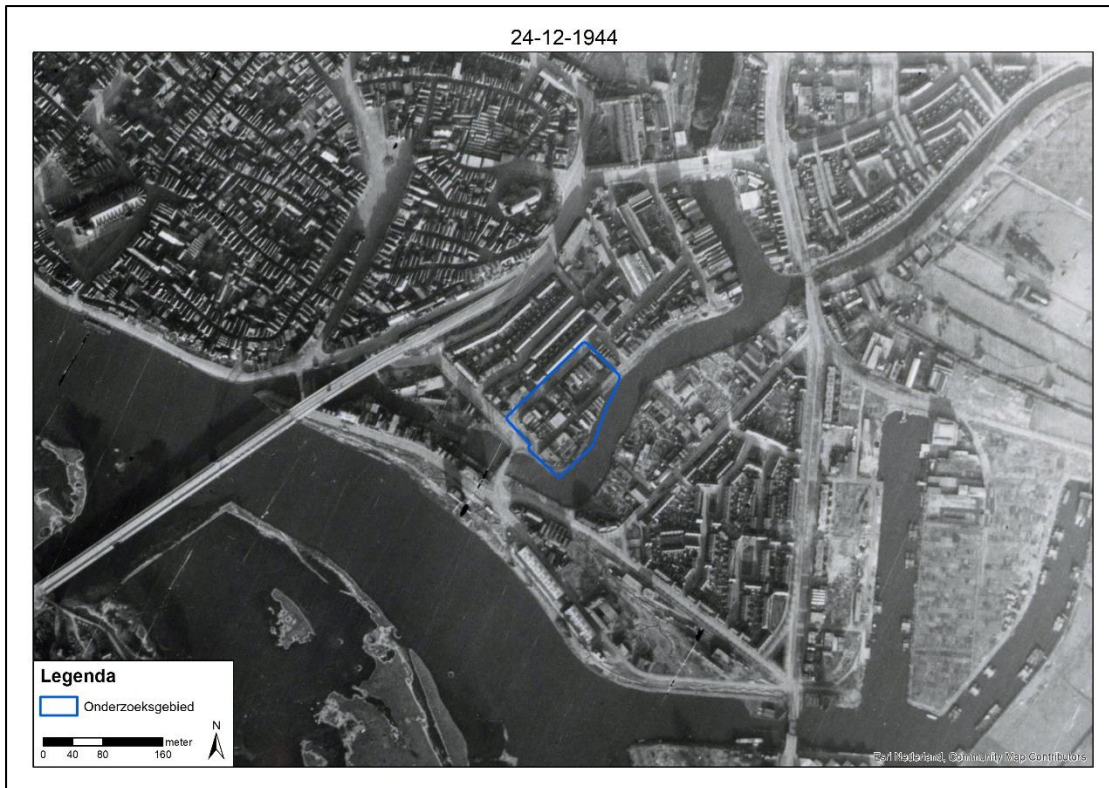 24-12-1944
Legenda
Onderzoeksgebied
meter
0 40 80 160
N
Esri Nederland, Community Map Contributors